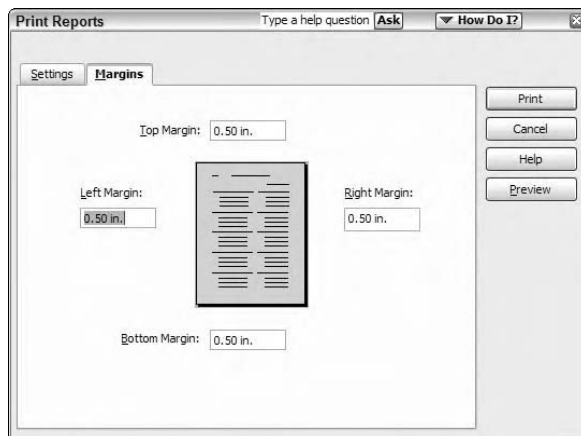 Print Reports
Type a help question Ask
How Do I?
Settings
Margins
Print
Cancel
Help
Preview
Top Margin: 0.50 in.
Left Margin:
0.50 in.
Right Margin:
0.50 in.
Bottom Margin: 0.50 in.